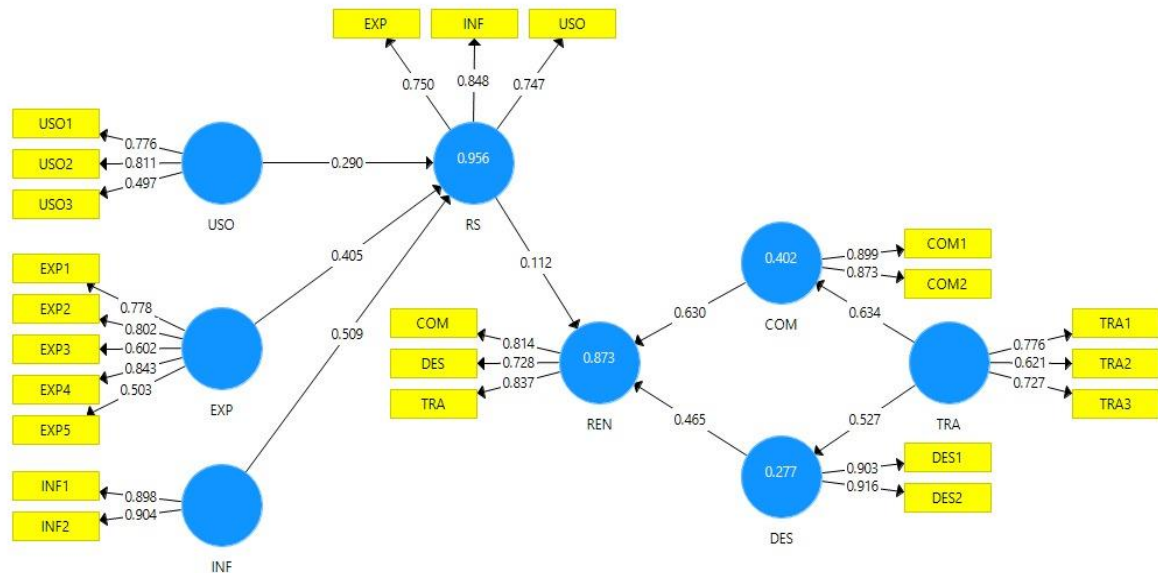 EXP
INF
USO
0.750
0.848
0.747
USO1
USO2
USO3
0.776
0.811
0.497
USO
0.290
0.956
RS
EXP1
EXP2
EXP3
EXP4
EXP5
0.778
0.802
0.602
0.843
0.503
EXP
0.405
0.509
0.112
INF1
INF2
0.898
0.904
INF
COM
DES
TRA
0.814
0.728
0.837
0.873
REN
0.630
0.465
0.402
COM
0.899
0.873
COM1
COM2
0.634
0.527
TRA
0.776
0.621
0.727
TRA1
TRA2
TRA3
0.277
DES
0.903
0.916
DES1
DES2